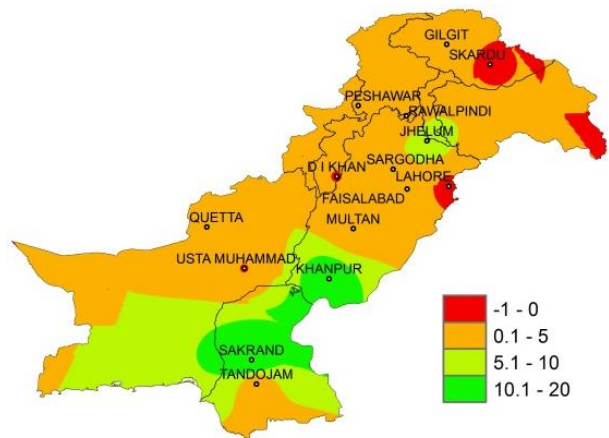 GILGIT
SKARDU
PESHAWAR
RAWALPINDI
JHELUM
D I KHAN
SARGODHA
LAHORE
FAISALABAD
QUETTA
MULTAN
USTA MUHAMMAD
KHANPUR
SAKRAND
TANDOJAM
-1 - 0
0.1 - 5
5.1 - 10
10.1 - 20